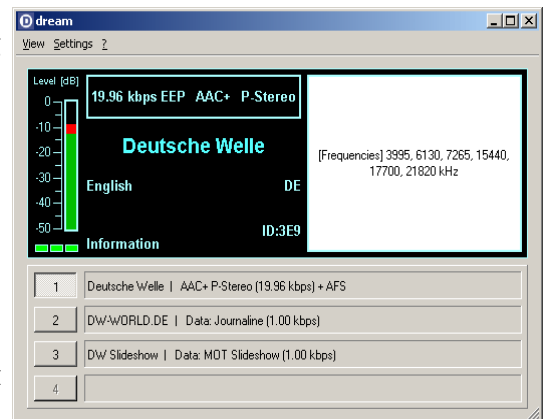 dream
View Settings ?
Level [dB]
0
-10
-20
-30
-40
-50
19.96 kbps EEP AAC+ P-Stereo
Deutsche Welle
English DE
ID:3E9
Information
[Frequencies] 3995, 6130, 7265, 15440,
17700, 21820 kHz
1 Deutsche Welle | AAC+ P-Stereo (19.96 kbps) + AFS
2 DW-WORLD.DE | Data: Journaline (1.00 kbps)
3 DW Slideshow | Data: MOT Slideshow (1.00 kbps)
4